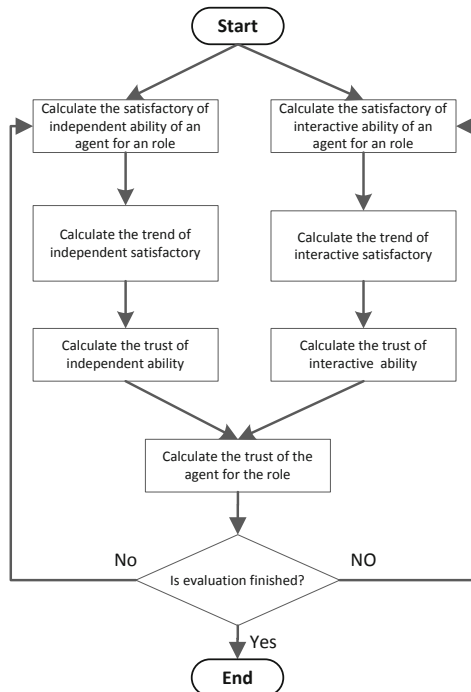 Start
Calculate the satisfactory of
independent ability of an
agent for an role
Calculate the satisfactory of
interactive ability of an
agent for an role
Calculate the trend of
independent satisfactory
Calculate the trend of
interactive satisfactory
Calculate the trust of
independent ability
Calculate the trust of
interactive ability
Calculate the trust of the
agent for the role
No
NO
Is evaluation finished?
Yes
End